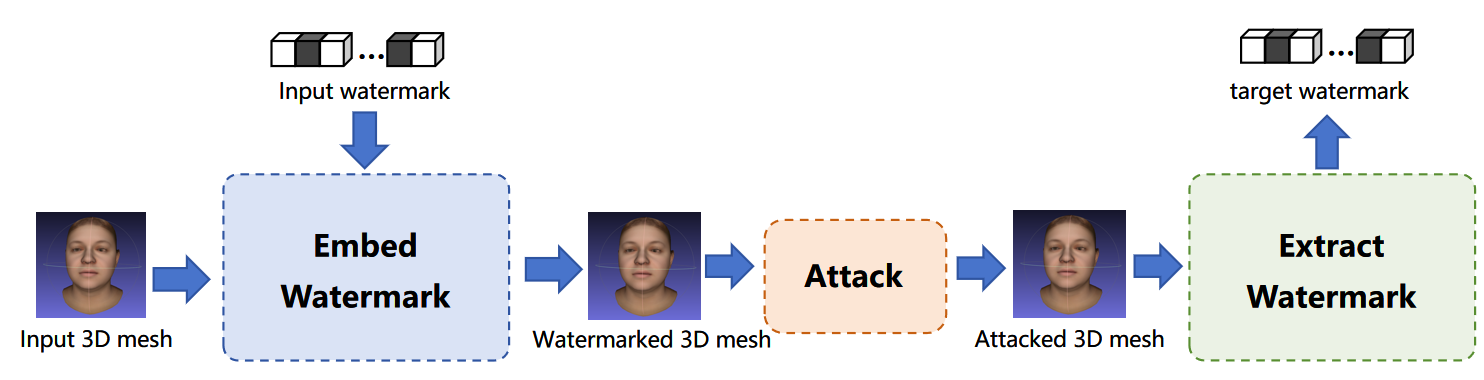 Input watermark
target watermark
Embed
Watermark
Attack
Extract
Watermark
Input 3D mesh
Watermarked 3D mesh
Attacked 3D mesh